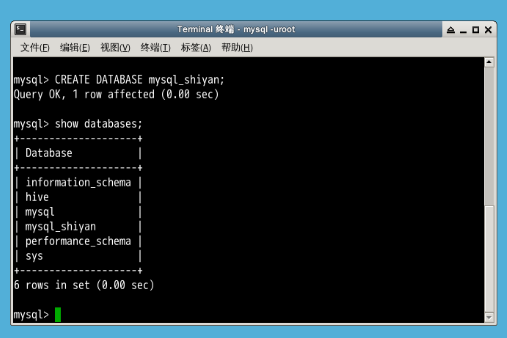 Terminal 终端 - mysql -uroot
文件(F) 编辑(E) 视图(V) 终端(T) 标签(A) 帮助(H)
mysql> CREATE DATABASE mysql_shiyan;
Query OK, 1 row affected (0.00 sec)
mysql> show databases;
+--------------------+
| Database           |
+--------------------+
| information_schema |
| hive               |
| mysql              |
| mysql_shiyan       |
| performance_schema |
| sys                |
+--------------------+
6 rows in set (0.00 sec)
mysql>